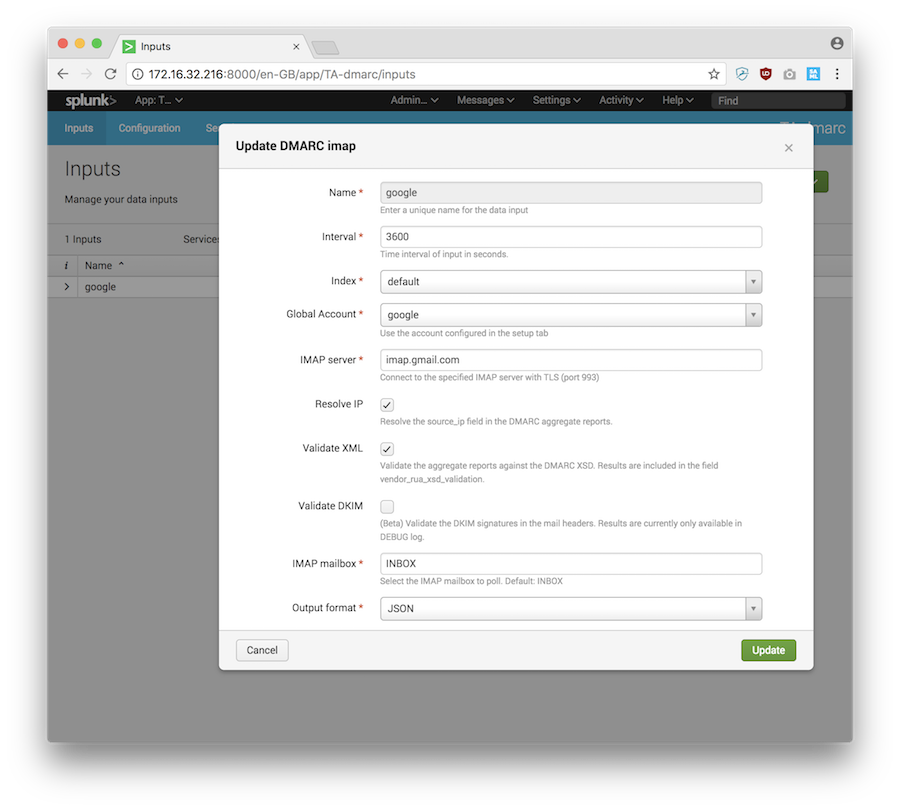 Inputs
172.16.32.216:8000/en-GB/app/TA-dmarc/inputs
splunk> App: T... Admin... Messages Settings Activity Help Find
Inputs Configuration
Update DMARC imap
Inputs
Manage your data inputs
1 Inputs
i Name
google
Name *
google
Enter a unique name for the data input
Interval *
3600
Time interval of input in seconds.
Index *
default
Global Account *
google
Use the account configured in the setup tab
IMAP server *
imap.gmail.com
Connect to the specified IMAP server with TLS (port 993)
Resolve IP
Resolve the source_ip field in the DMARC aggregate reports.
Validate XML
Validate the aggregate reports against the DMARC XSD. Results are included in the field
vendor_rua_xsd_validation.
Validate DKIM
(Beta) Validate the DKIM signatures in the mail headers. Results are currently only available in
DEBUG log.
IMAP mailbox *
INBOX
Select the IMAP mailbox to poll. Default: INBOX
Output format *
JSON
Cancel
Update